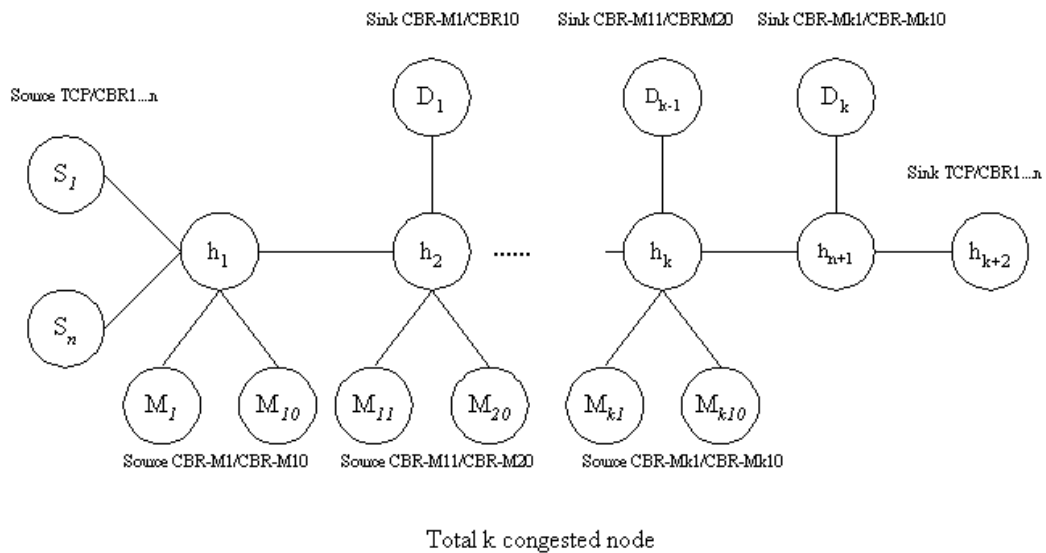 Sink CBR-M1/CBR10 Sink CBR-M11/CBRM20 Sink CBR-Mk1/CBR-Mk10
Source TCP/CBR1...n
D1 Dk-1 Dk
S1
Sink TCP/CBR1...n
h1 h2 ...... hk hn+1 hk+2
Sn
M1 M10 M11 M20 Mk1 Mk10
Source CBR-M1/CBR-M10 Source CBR-M11/CBR-M20 Source CBR-Mk1/CBR-Mk10
Total k congested node